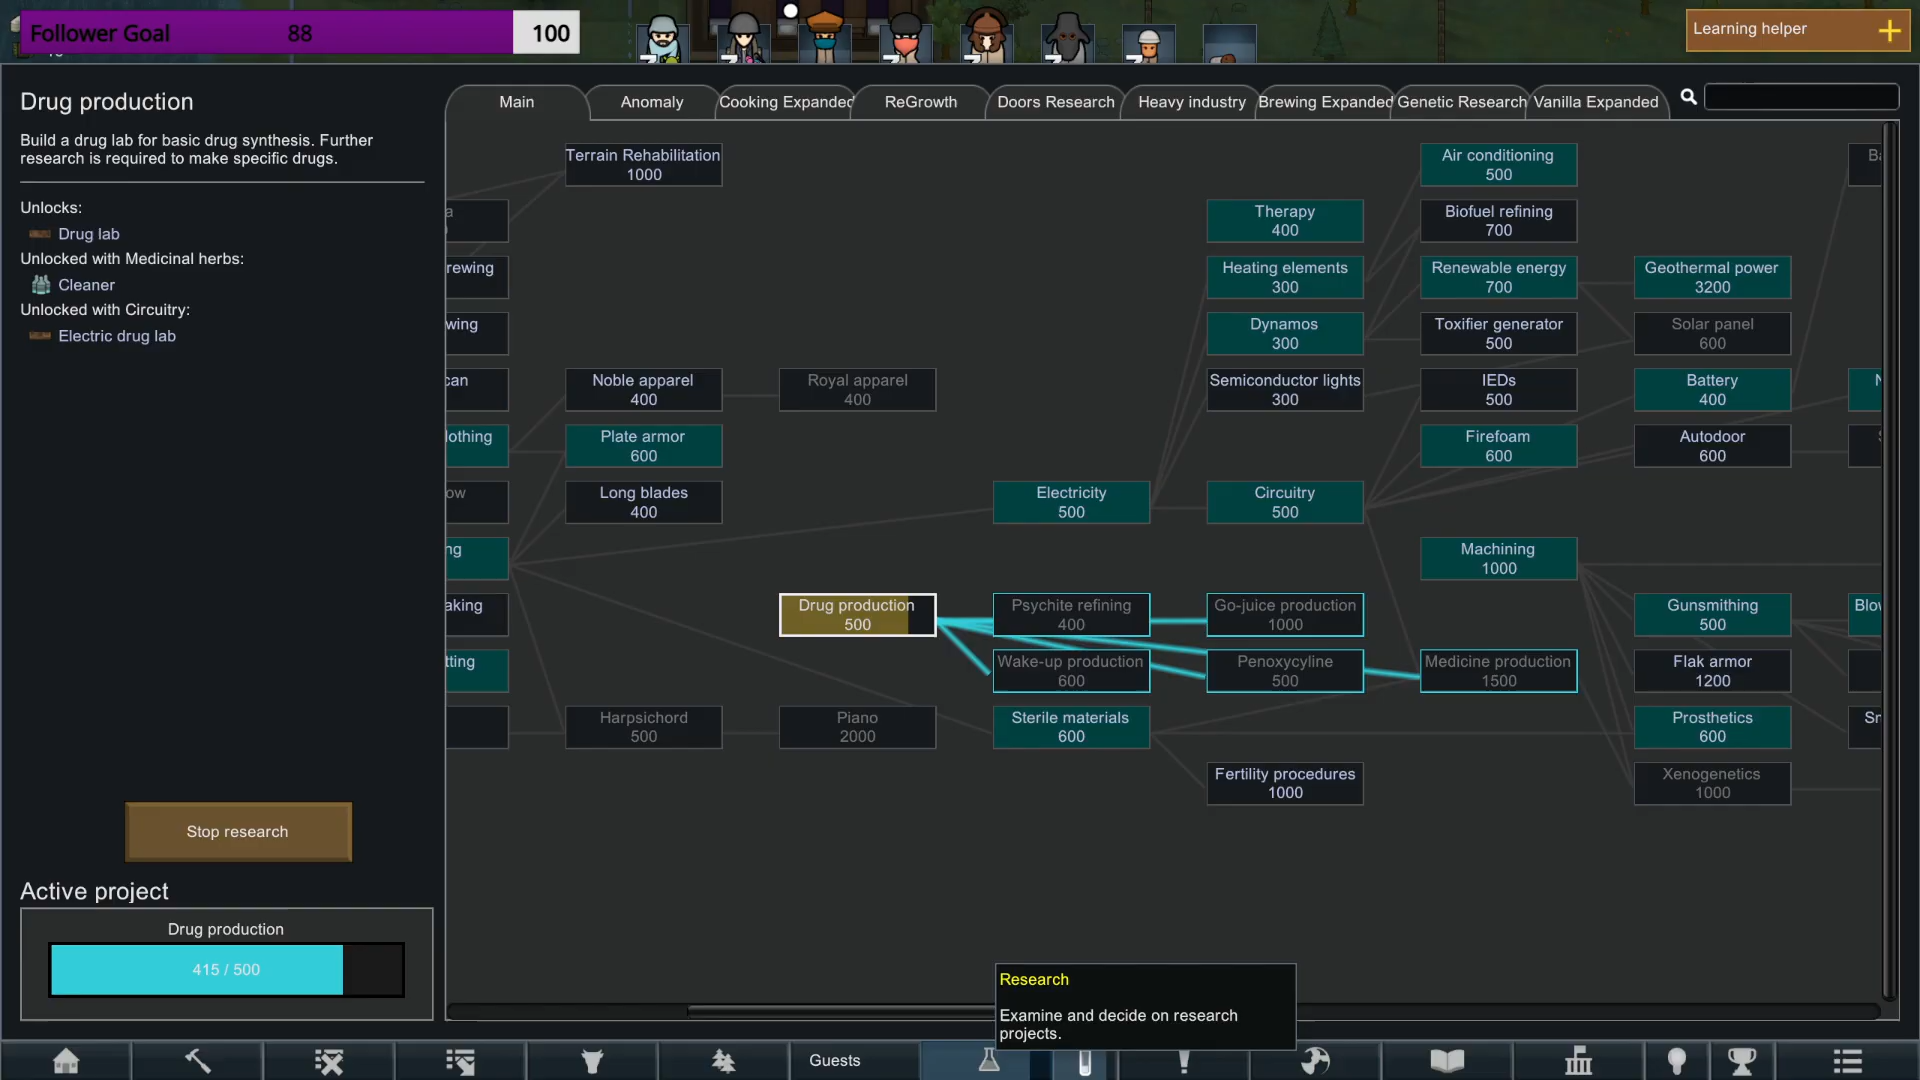 Follower Goal 88 100
Learning helper
Drug production
Build a drug lab for basic drug synthesis. Further
research is required to make specific drugs.
Unlocks:
Drug lab
Unlocked with Medicinal herbs:
Cleaner
Unlocked with Circuitry:
Electric drug lab
Stop research
Active project
Drug production
415 / 500
Main
Anomaly
Cooking Expanded
ReGrowth
Doors Research
Heavy industry
Brewing Expanded
Genetic Research
Vanilla Expanded
Terrain Rehabilitation
1000
Air conditioning
500
Ba
a
Therapy
400
Biofuel refining
700
rewing
Heating elements
300
Renewable energy
700
Geothermal power
3200
wing
Dynamos
300
Toxifier generator
500
Solar panel
600
can
Noble apparel
400
Royal apparel
400
Semiconductor lights
300
IEDs
500
Battery
400
lothing
Plate armor
600
Firefoam
600
Autodoor
600
ow
Long blades
400
Electricity
500
Circuitry
500
ng
Machining
1000
aking
Drug production
500
Psychite refining
400
Go-juice production
1000
Gunsmithing
500
Blow
tting
Wake-up production
600
Penoxycyline
500
Medicine production
1500
Flak armor
1200
Harpsichord
500
Piano
2000
Sterile materials
600
Prosthetics
600
Sn
Fertility procedures
1000
Xenogenetics
1000
Research
Examine and decide on research
projects.
Guests